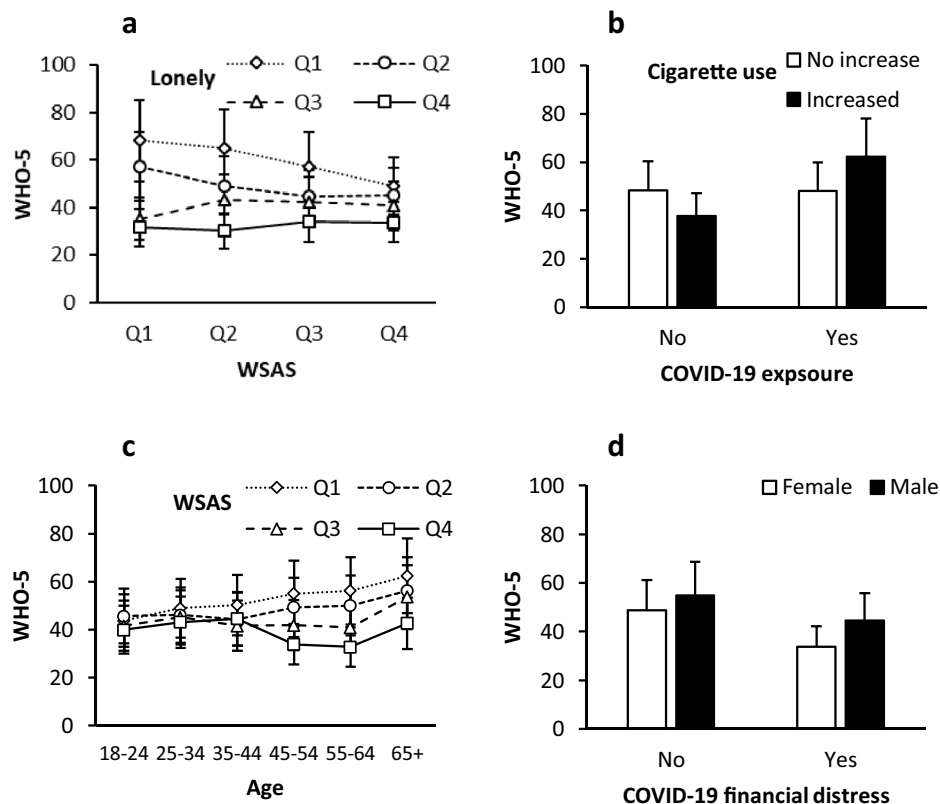 a
Lonely
Q1
Q2
Q3
Q4
100
80
60
40
20
0
WHO-5
Q1 Q2 Q3 Q4
WSAS
b
Cigarette use
No increase
Increased
100
80
60
40
20
0
WHO-5
No Yes
COVID-19 expsoure
c
WSAS
Q1
Q2
Q3
Q4
100
80
60
40
20
0
WHO-5
18-24 25-34 35-44 45-54 55-64 65+
Age
d
Female Male
100
80
60
40
20
0
WHO-5
No Yes
COVID-19 financial distress